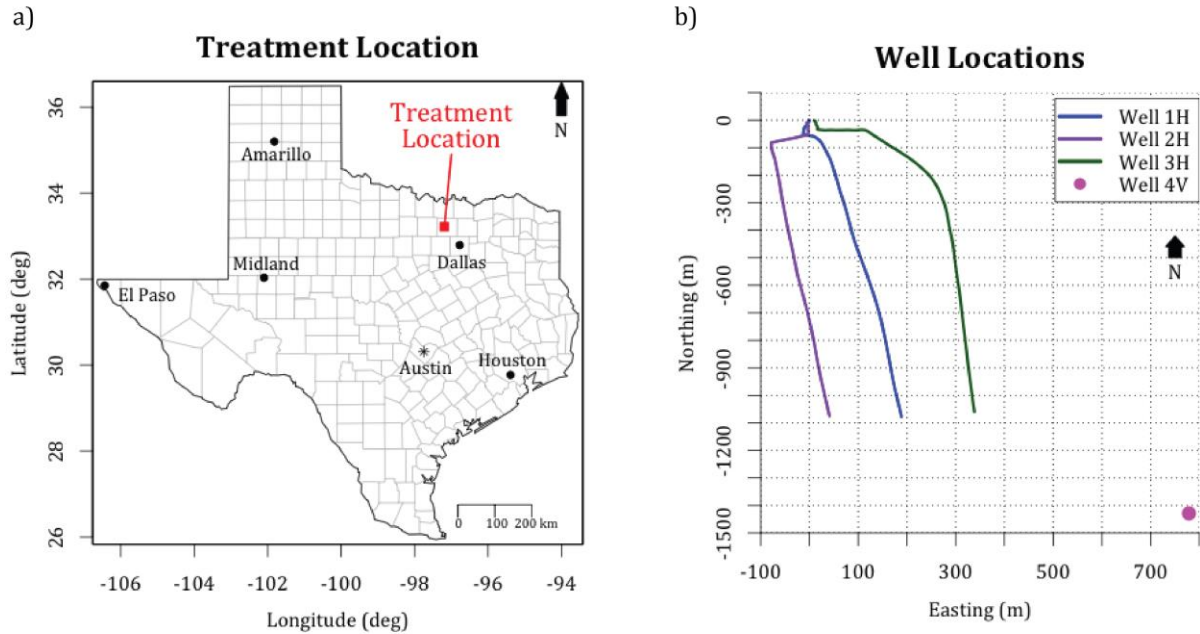 a)
Treatment Location
36
34
32
30
28
26
Latitude (deg)
-106
-104
-102
-100
-98
-96
-94
Longitude (deg)
Treatment
Location
N
Amarillo
Midland
Dallas
El Paso
Austin
Houston
0 100 200 km
b)
Well Locations
0
-300
-600
-900
-1200
-1500
Northing (m)
-100
100
300
500
700
Easting (m)
Well 1H
Well 2H
Well 3H
Well 4V
N